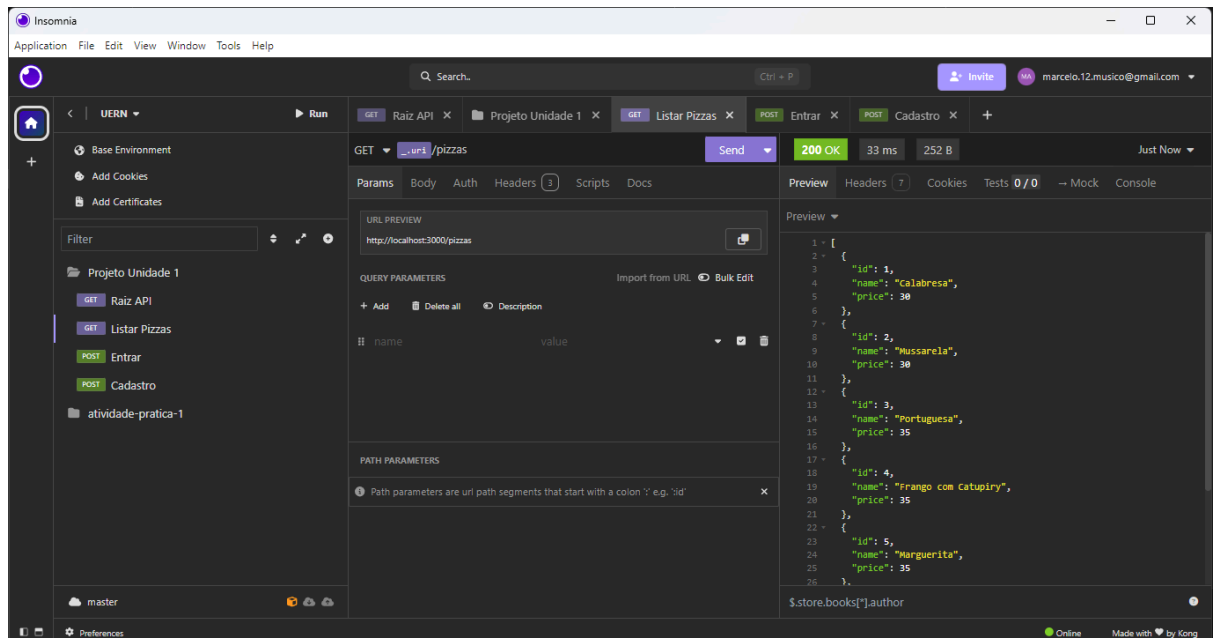 Insomnia
Application File Edit View Window Tools Help
Search.. Ctrl + P Invite MA marcelo.12.musico@gmail.com
UERN Run
Base Environment
Add Cookies
Add Certificates
Filter
Projeto Unidade 1
GET Raiz API
GET Listar Pizzas
POST Entrar
POST Cadastro
atividade-pratica-1
master
Preferences
GET Raiz API Projeto Unidade 1 GET Listar Pizzas POST Entrar POST Cadastro
GET _.uri /pizzas Send
Params Body Auth Headers 3 Scripts Docs
URL PREVIEW
http://localhost:3000/pizzas
QUERY PARAMETERS Import from URL Bulk Edit
+ Add Delete all Description
name value
PATH PARAMETERS
Path parameters are url path segments that start with a colon ':' e.g. ':id'
200 OK 33 ms 252 B Just Now
Preview Headers 7 Cookies Tests 0 / 0 → Mock Console
Preview
1 [
2 {
3 "id": 1,
4 "name": "Calabresa",
5 "price": 30
6 },
7 {
8 "id": 2,
9 "name": "Mussarela",
10 "price": 30
11 },
12 {
13 "id": 3,
14 "name": "Portuguesa",
15 "price": 35
16 },
17 {
18 "id": 4,
19 "name": "Frango com Catupiry",
20 "price": 35
21 },
22 {
23 "id": 5,
24 "name": "Marguerita",
25 "price": 35
26 },
$.store.books[*].author
Online Made with ♥ by Kong